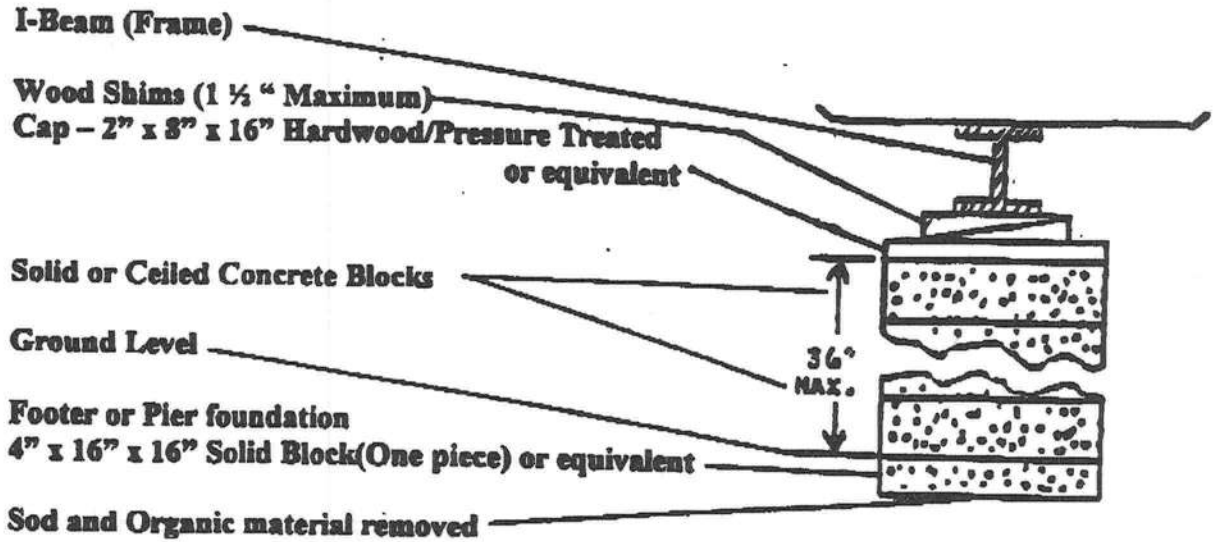 I-Beam (Frame)
Wood Shims (1 ½ “ Maximum)
Cap – 2” x 8” x 16” Hardwood/Pressure Treated
or equivalent
Solid or Ceiled Concrete Blocks
36"
MAX.
Ground Level
Footer or Pier foundation
4” x 16” x 16” Solid Block(One piece) or equivalent
Sod and Organic material removed